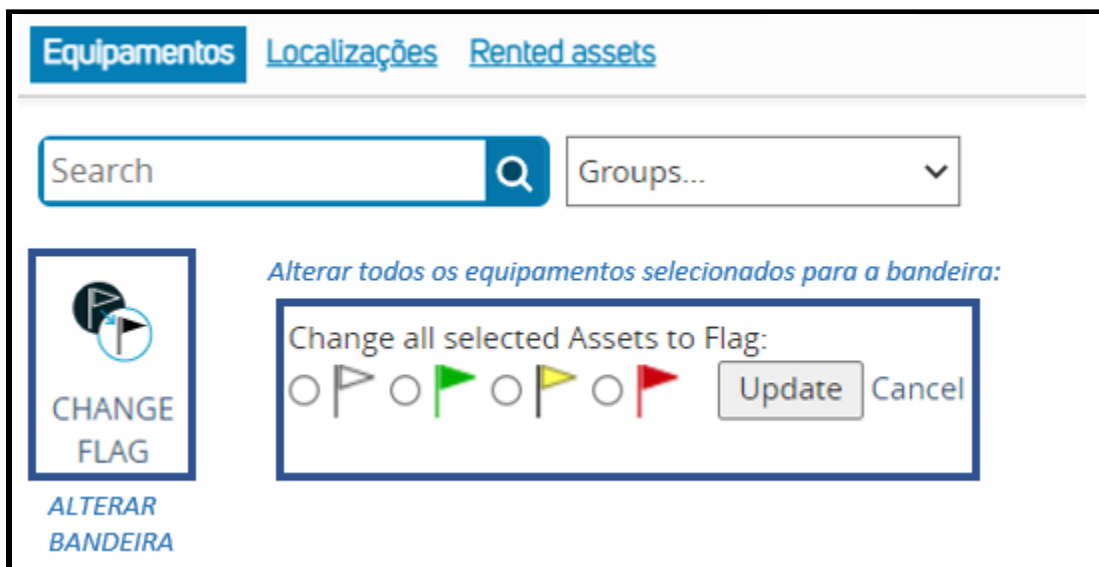 Equipamentos Localizações Rented assets
Search Groups...
Alterar todos os equipamentos selecionados para a bandeira:
Change all selected Assets to Flag:
Update Cancel
CHANGE
FLAG
ALTERAR
BANDEIRA